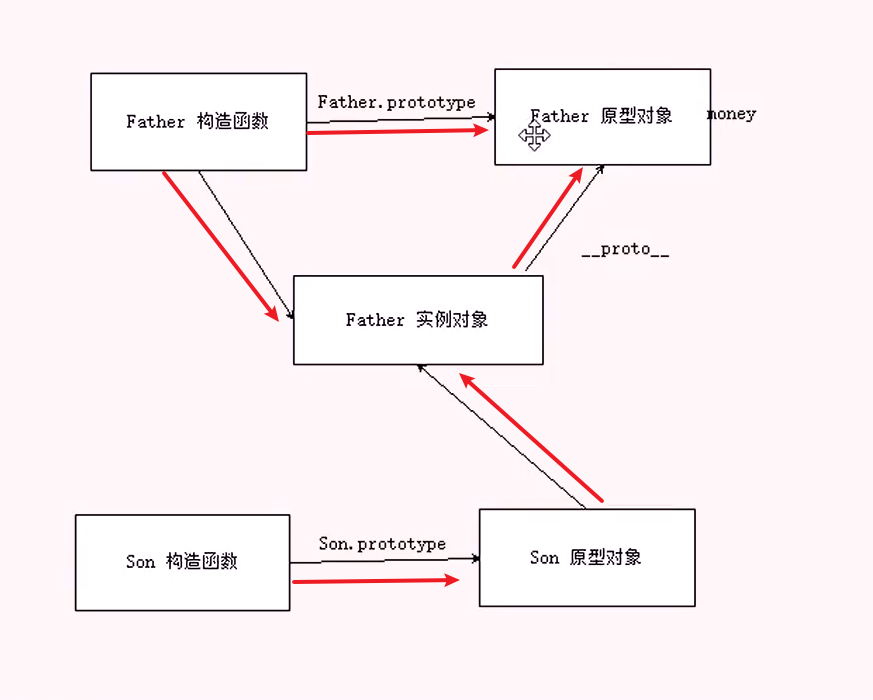 Father 构造函数
Father.prototype
Father 原型对象
money
__proto__
Father 实例对象
Son 构造函数
Son.prototype
Son 原型对象